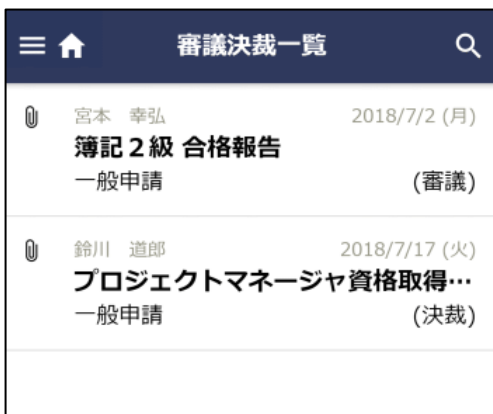 審議決裁一覧
宮本 幸弘 2018/7/2 (月)
簿記2級 合格報告
一般申請 (審議)
鈴川 道郎 2018/7/17 (火)
プロジェクトマネージャ資格取得…
一般申請 (決裁)